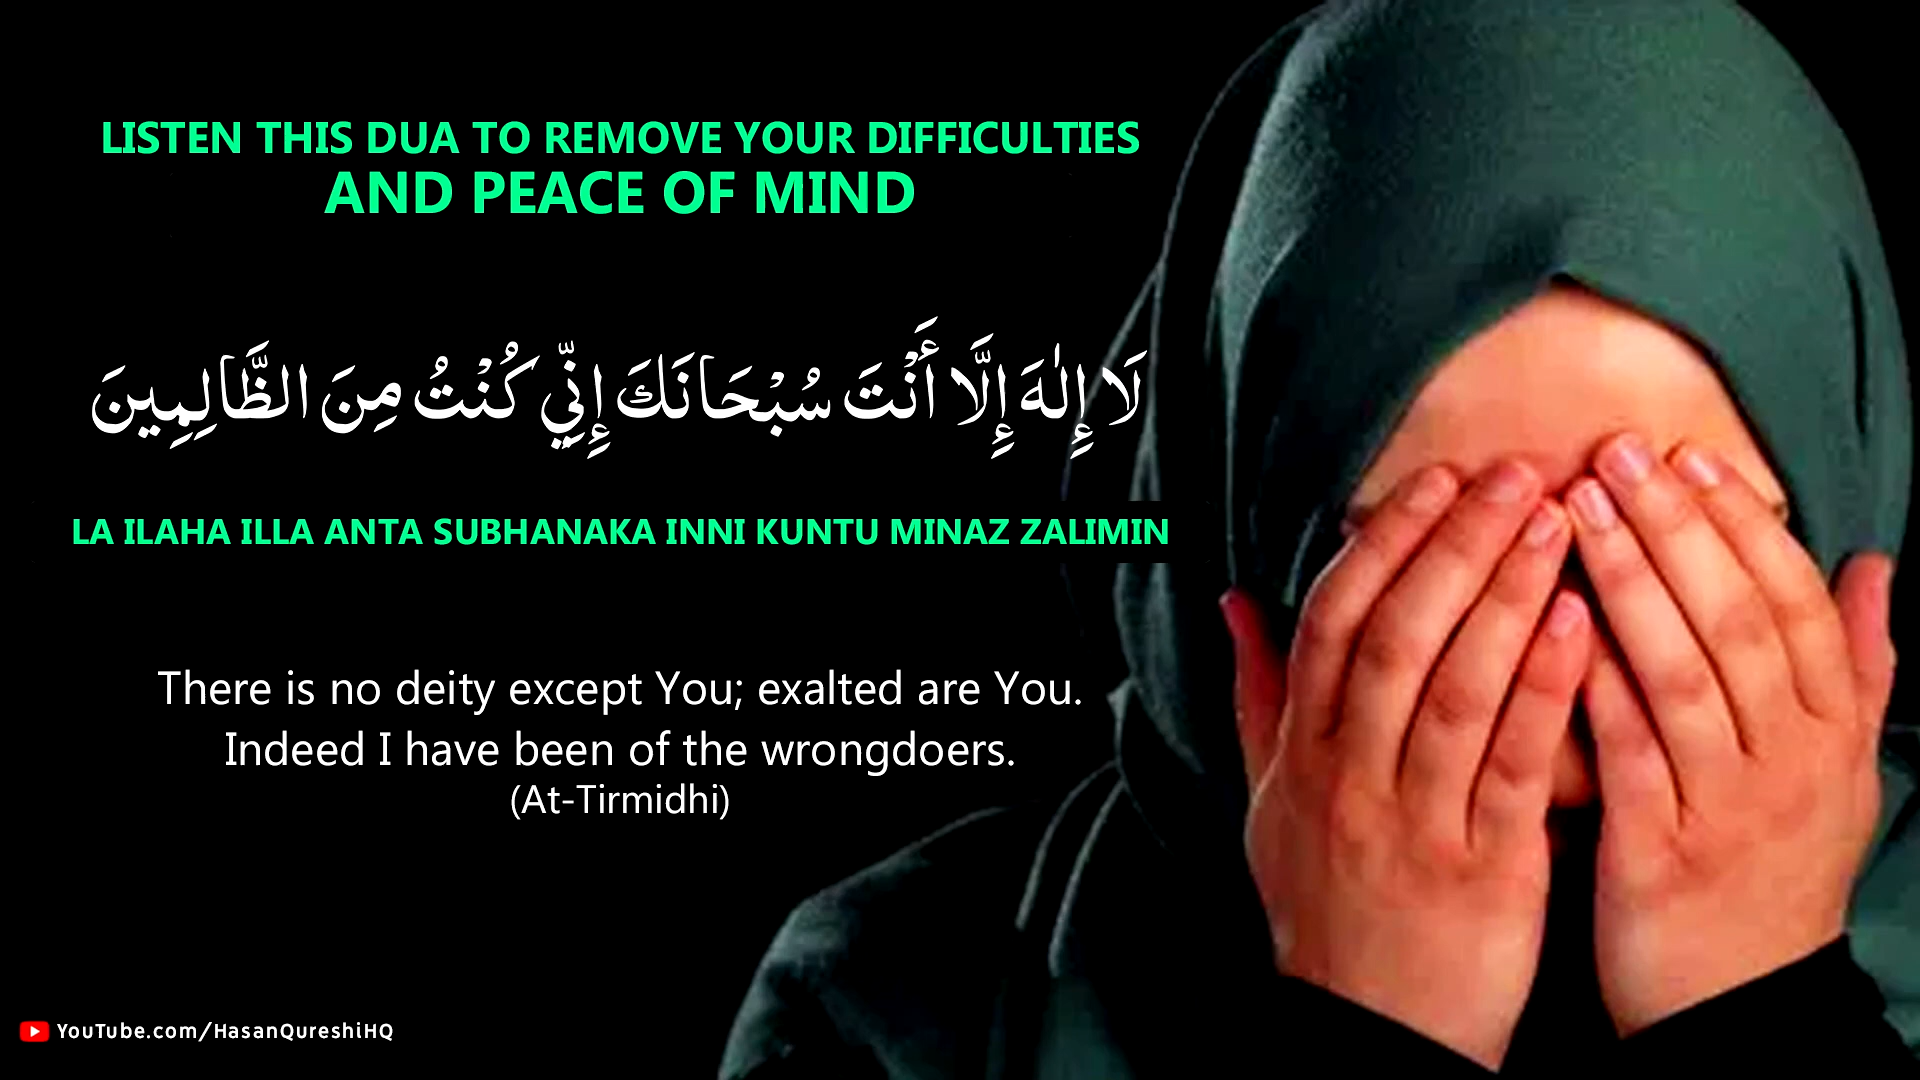 LISTEN THIS DUA TO REMOVE YOUR DIFFICULTIES
AND PEACE OF MIND
لَا إِلٰهَ إِلَّا أَنْتَ سُبْحَانَكَ إِنِّي كُنْتُ مِنَ الظَّالِمِينَ
LA ILAHA ILLA ANTA SUBHANAKA INNI KUNTU MINAZ ZALIMIN
There is no deity except You; exalted are You.
Indeed I have been of the wrongdoers.
(At-Tirmidhi)
YouTube.com/HasanQureshiHQ